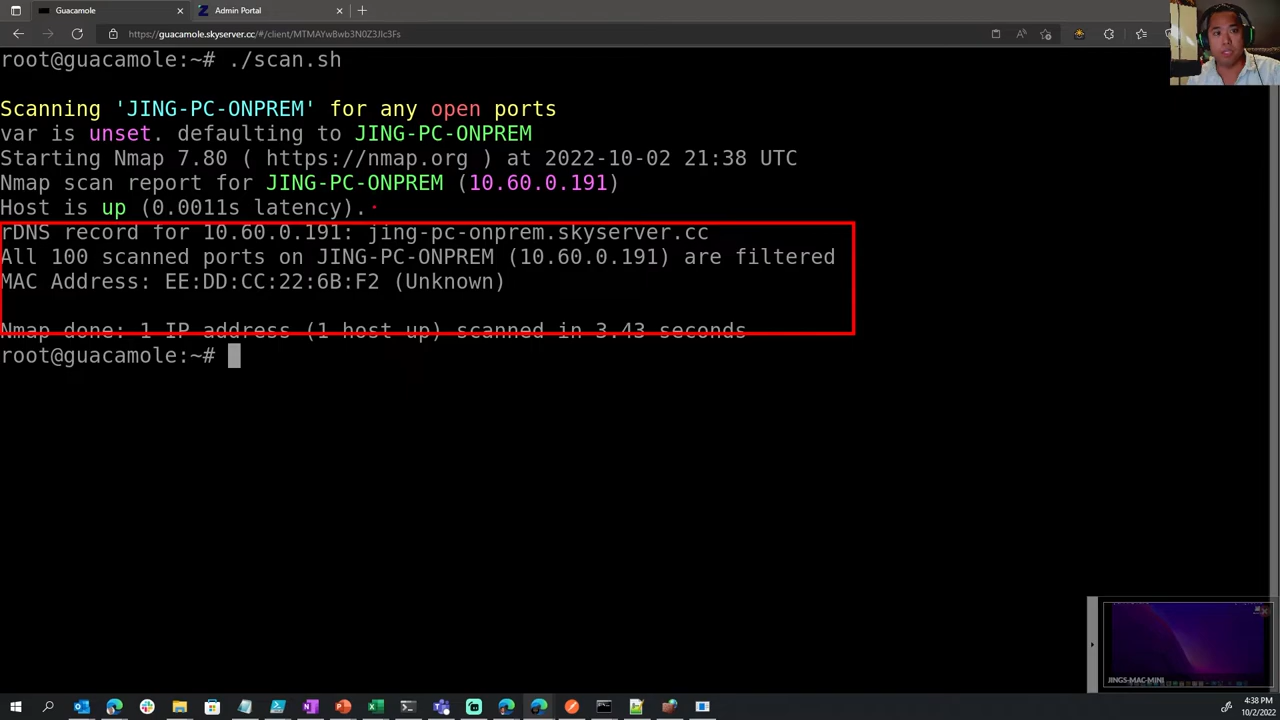 Guacamole
Admin Portal
https://guacamole.skyserver.cc/#/client/MTMAYwBwb3N0Z3Jlc3Fs
root@guacamole:~# ./scan.sh
Scanning 'JING-PC-ONPREM' for any open ports
var is unset. defaulting to JING-PC-ONPREM
Starting Nmap 7.80 ( https://nmap.org ) at 2022-10-02 21:38 UTC
Nmap scan report for JING-PC-ONPREM (10.60.0.191)
Host is up (0.0011s latency).
rDNS record for 10.60.0.191: jing-pc-onprem.skyserver.cc
All 100 scanned ports on JING-PC-ONPREM (10.60.0.191) are filtered
MAC Address: EE:DD:CC:22:6B:F2 (Unknown)
Nmap done: 1 IP address (1 host up) scanned in 3.43 seconds
root@guacamole:~#
JINGS-MAC-MINI
4:38 PM
10/2/2022